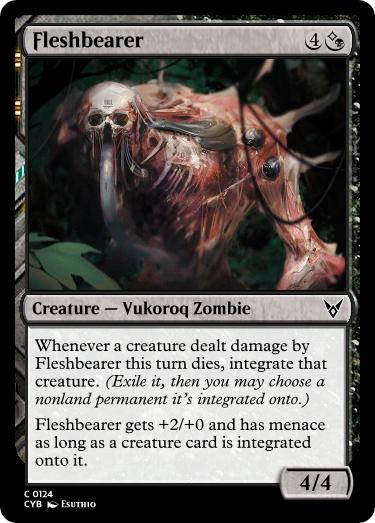 Fleshbearer 4
Creature — Vukoroq Zombie
Whenever a creature dealt damage by
Fleshbearer this turn dies, integrate that
creature. (Exile it, then you may choose a
nonland permanent it's integrated onto.)
Fleshbearer gets +2/+0 and has menace
as long as a creature card is integrated
onto it.
4/4
C 0124
CYB Esuthio